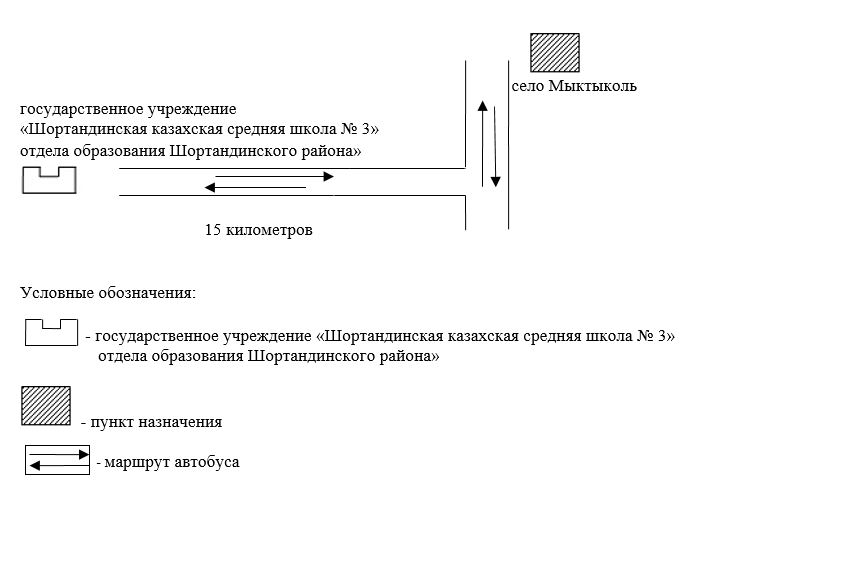 село Мыктыколь
государственное учреждение
«Шортандинская казахская средняя школа № 3»
отдела образования Шортандинского района»
15 километров
Условные обозначения:
- государственное учреждение «Шортандинская казахская средняя школа № 3»
отдела образования Шортандинского района»
- пункт назначения
- маршрут автобуса